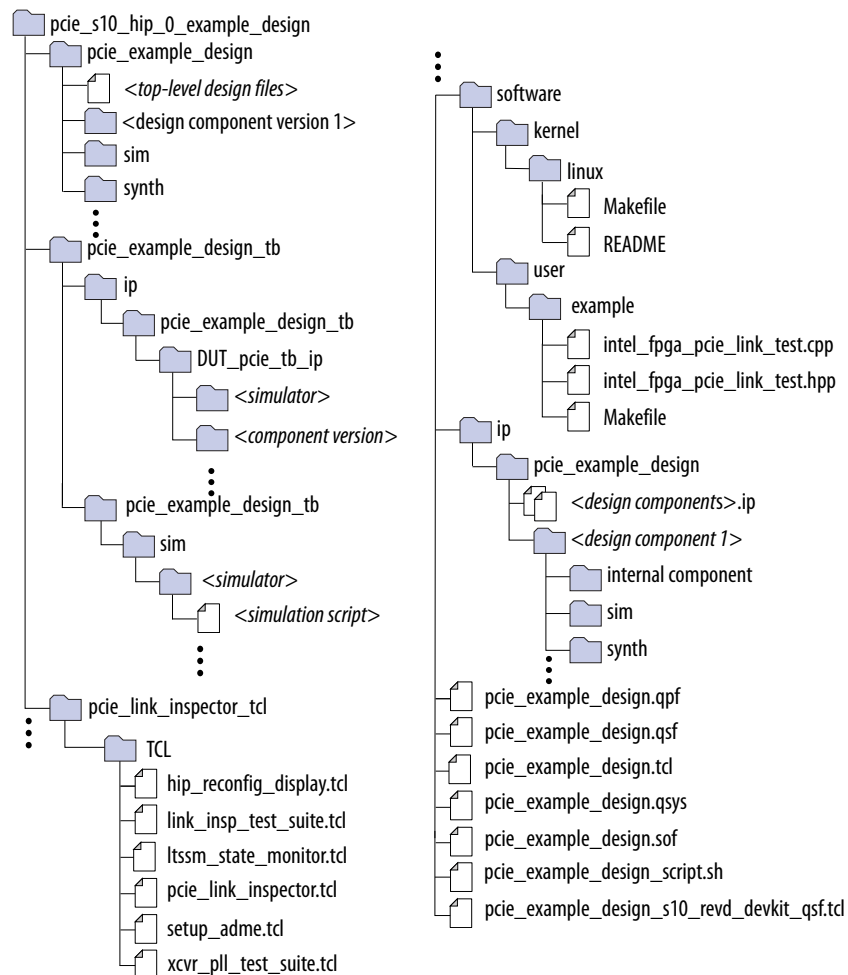 pcie_s10_hip_0_example_design
pcie_example_design
<top-level design files>
<design component version 1>
sim
synth
pcie_example_design_tb
ip
pcie_example_design_tb
DUT_pcie_tb_ip
<simulator>
<component version>
pcie_example_design_tb
sim
<simulator>
<simulation script>
pcie_link_inspector_tcl
TCL
hip_reconfig_display.tcl
link_insp_test_suite.tcl
ltssm_state_monitor.tcl
pcie_link_inspector.tcl
setup_adme.tcl
xcvr_pll_test_suite.tcl
software
kernel
linux
Makefile
README
user
example
intel_fpga_pcie_link_test.cpp
intel_fpga_pcie_link_test.hpp
Makefile
ip
pcie_example_design
<design components>.ip
<design component 1>
internal component
sim
synth
pcie_example_design.qpf
pcie_example_design.qsf
pcie_example_design.tcl
pcie_example_design.qsys
pcie_example_design.sof
pcie_example_design_script.sh
pcie_example_design_s10_revd_devkit_qsf.tcl